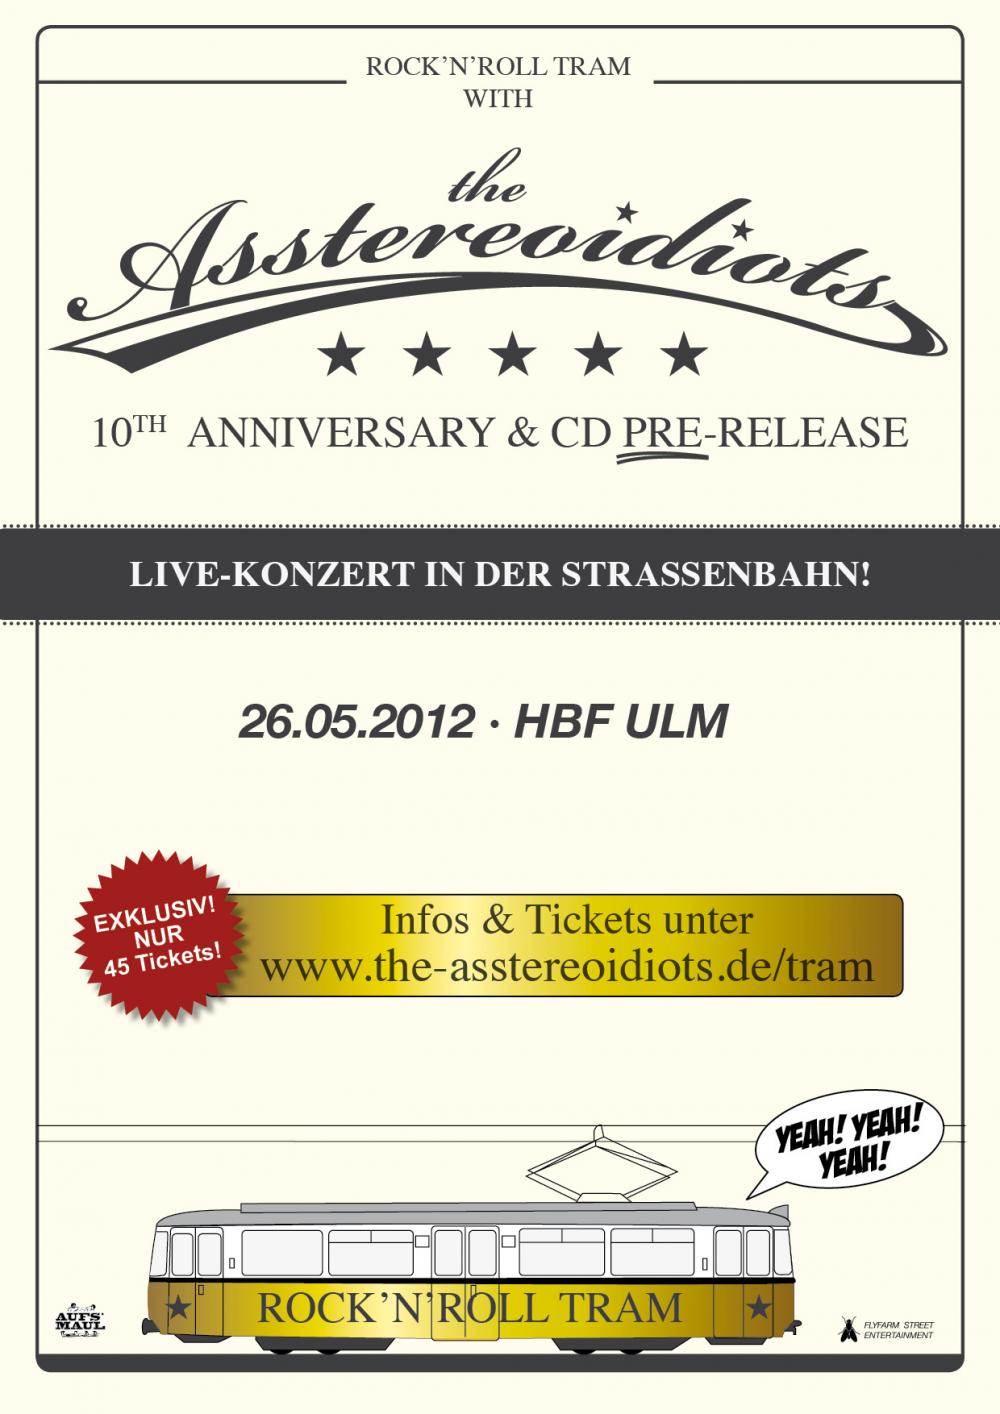 ROCK’N’ROLL TRAM
WITH
the
Asstereoidiots
10TH ANNIVERSARY & CD PRE-RELEASE
LIVE-KONZERT IN DER STRASSENBAHN!
26.05.2012 · HBF ULM
EXKLUSIV!
NUR
45 Tickets!
Infos & Tickets unter
www.the-asstereoidiots.de/tram
YEAH! YEAH!
YEAH!
ROCK’N’ROLL TRAM
AUFS
MAUL
FLYFARM STREET
ENTERTAINMENT